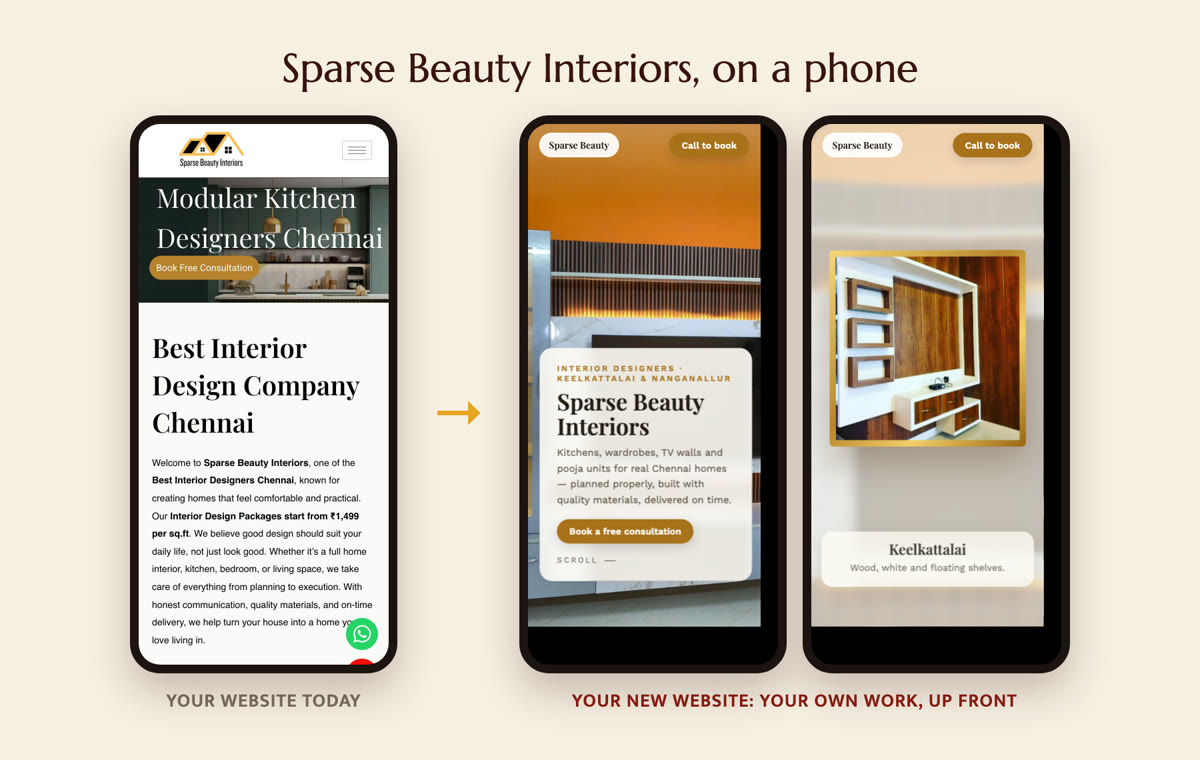 Sparse Beauty Interiors, on a phone
Sparse Beauty Interiors
Modular Kitchen
Designers Chennai
Book Free Consultation
Best Interior
Design Company
Chennai
Welcome to Sparse Beauty Interiors, one of the
Best Interior Designers Chennai, known for
creating homes that feel comfortable and practical.
Our Interior Design Packages start from ₹1,499
per sq.ft. We believe good design should suit your
daily life, not just look good. Whether it's a full home
interior, kitchen, bedroom, or living space, we take
care of everything from planning to execution. With
honest communication, quality materials, and on-time
delivery, we help turn your house into a home
love living in.
YOUR WEBSITE TODAY
Sparse Beauty
Call to book
INTERIOR DESIGNERS ·
KEELKATTALAI & NANGANALLUR
Sparse Beauty
Interiors
Kitchens, wardrobes, TV walls and
pooja units for real Chennai homes
— planned properly, built with
quality materials, delivered on time.
Book a free consultation
SCROLL —
Sparse Beauty
Call to book
Keelkattalai
Wood, white and floating shelves.
YOUR NEW WEBSITE: YOUR OWN WORK, UP FRONT